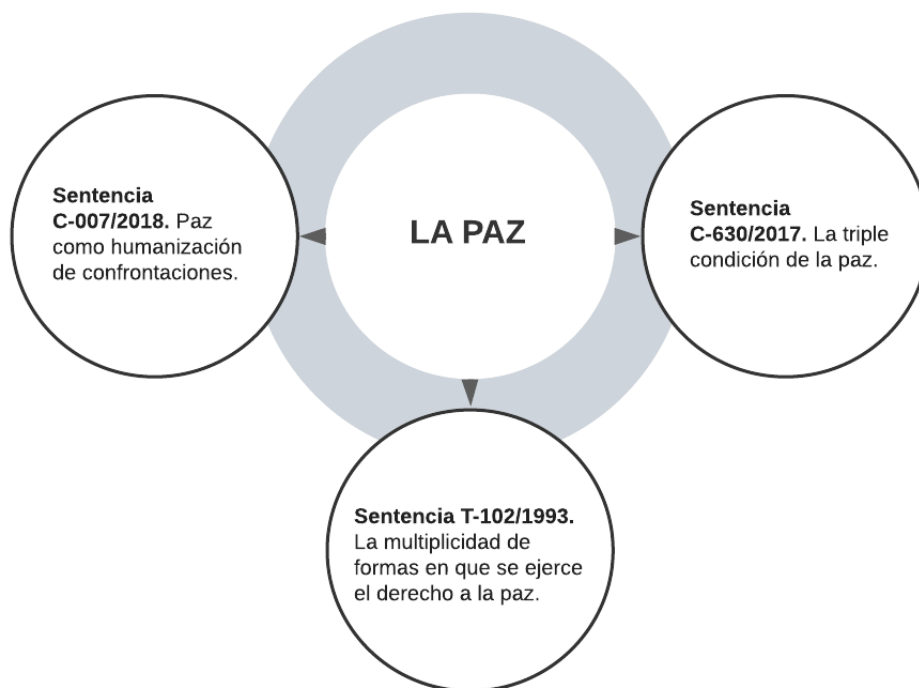 LA PAZ
Sentencia
C-007/2018. Paz
como humanización
de confrontaciones.
Sentencia
C-630/2017. La triple
condición de la paz.
Sentencia T-102/1993.
La multiplicidad de
formas en que se ejerce
el derecho a la paz.